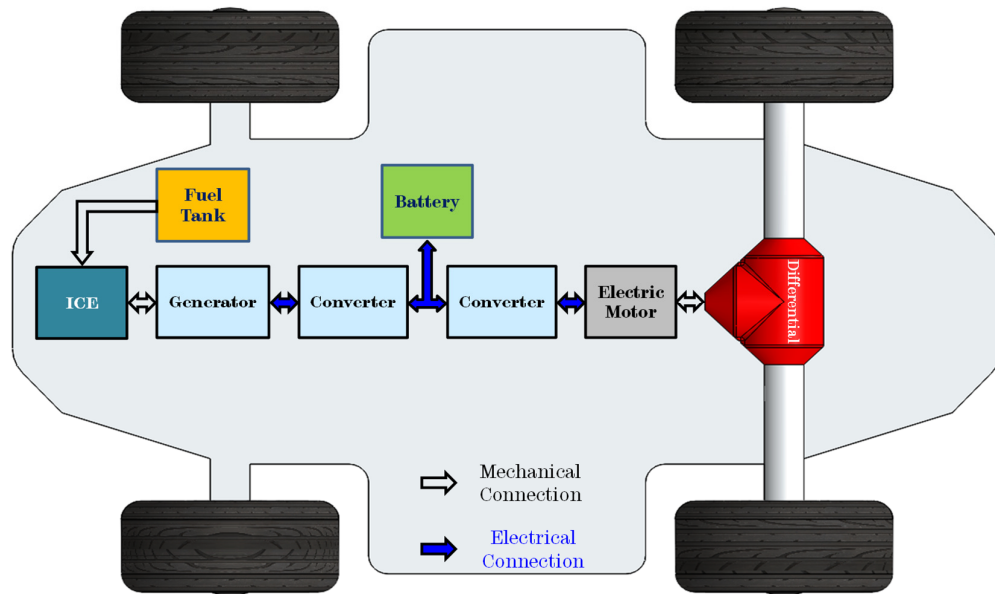 Fuel
Tank
Battery
ICE
Generator
Converter
Converter
Electric
Motor
Differential
Mechanical
Connection
Electrical
Connection